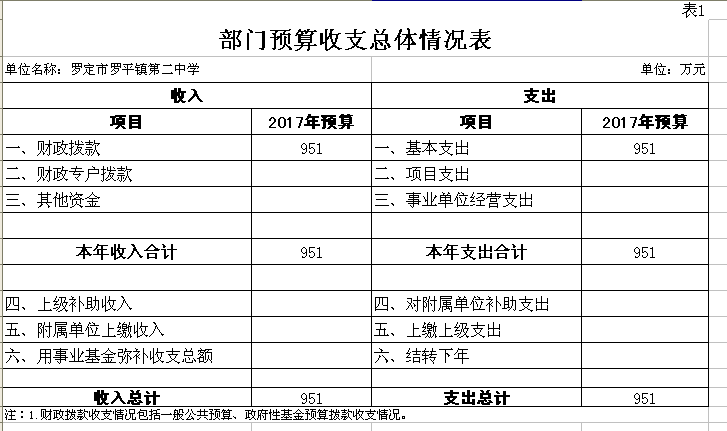 表1
部门预算收支总体情况表
单位名称：罗定市罗平镇第二中学 单位：万元
收入 支出
项目 2017年预算 项目 2017年预算
一、财政拨款 951 一、基本支出 951
二、财政专户拨款 二、项目支出
三、其他资金 三、事业单位经营支出
本年收入合计 951 本年支出合计 951
四、上级补助收入 四、对附属单位补助支出
五、附属单位上缴收入 五、上缴上级支出
六、用事业基金弥补收支总额 六、结转下年
收入总计 951 支出总计 951
注：1.财政拨款收支情况包括一般公共预算、政府性基金预算拨款收支情况。